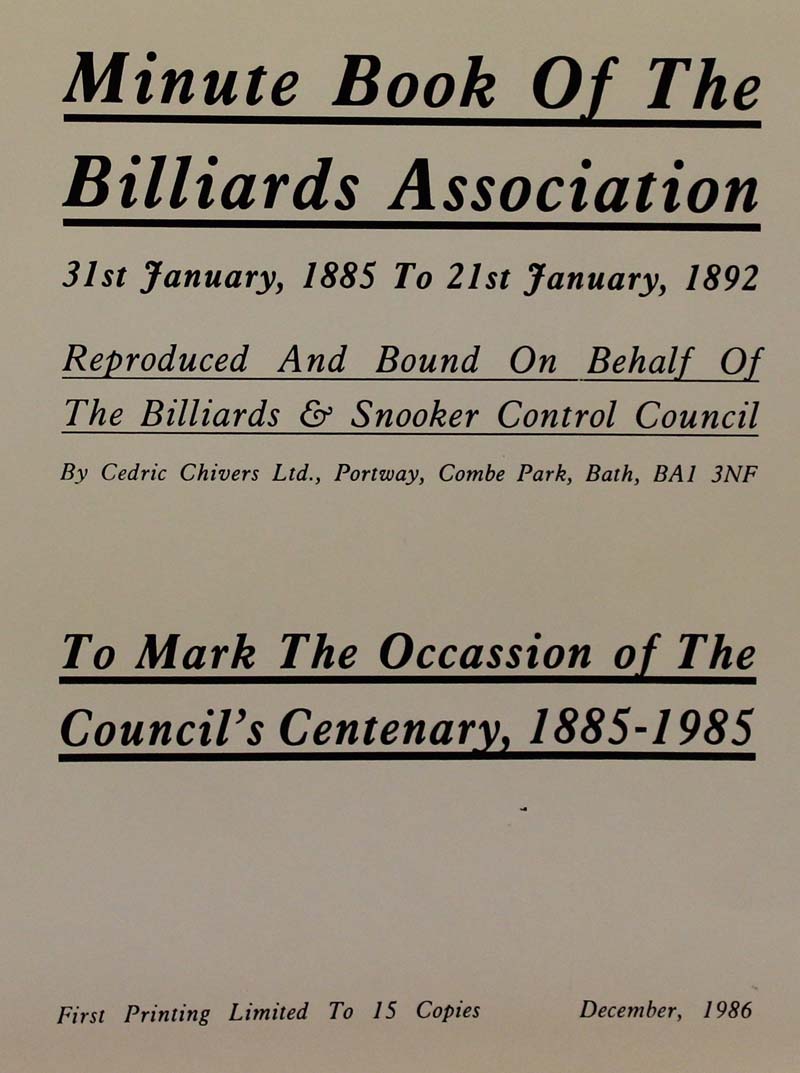 Minute Book Of The
Billiards Association
31st January, 1885 To 21st January, 1892
Reproduced And Bound On Behalf Of
The Billiards & Snooker Control Council
By Cedric Chivers Ltd., Portway, Combe Park, Bath, BA1 3NF
To Mark The Occassion of The
Council's Centenary, 1885-1985
First Printing Limited To 15 Copies December, 1986